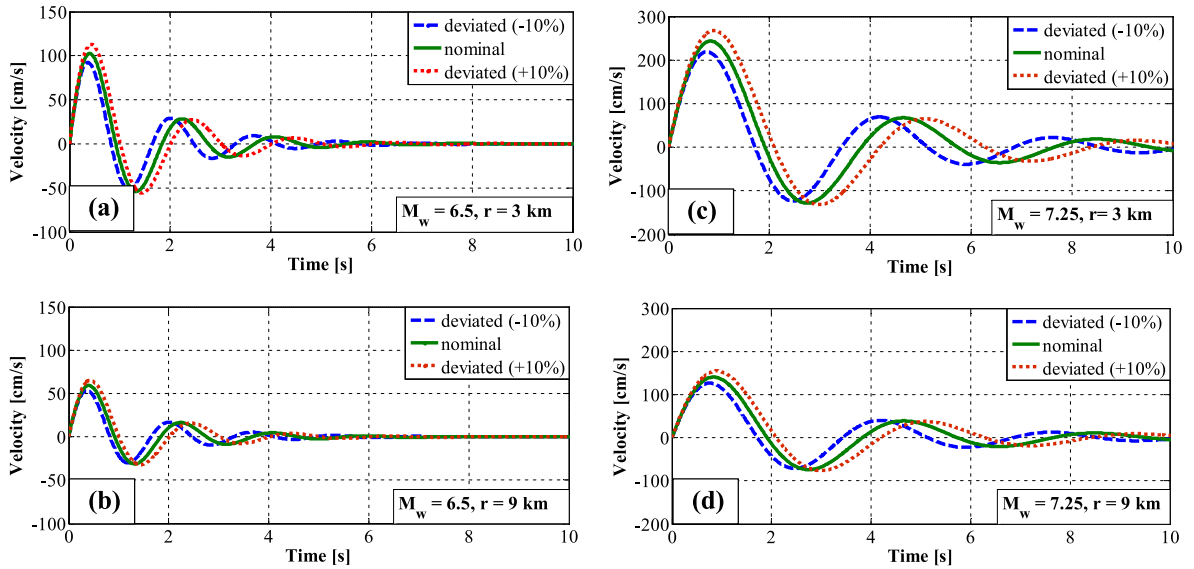 150
100
50
0
-50
-100
Velocity [cm/s]
deviated (-10%)
nominal
deviated (+10%)
(a)
M_w = 6.5, r = 3 km
0 2 4 6 8 10
Time [s]
300
200
100
0
-100
-200
Velocity [cm/s]
deviated (-10%)
nominal
deviated (+10%)
(c)
M_w = 7.25, r= 3 km
0 2 4 6 8 10
Time [s]
150
100
50
0
-50
-100
Velocity [cm/s]
deviated (-10%)
nominal
deviated (+10%)
(b)
M_w = 6.5, r = 9 km
0 2 4 6 8 10
Time [s]
300
200
100
0
-100
-200
Velocity [cm/s]
deviated (-10%)
nominal
deviated (+10%)
(d)
M_w = 7.25, r = 9 km
0 2 4 6 8 10
Time [s]